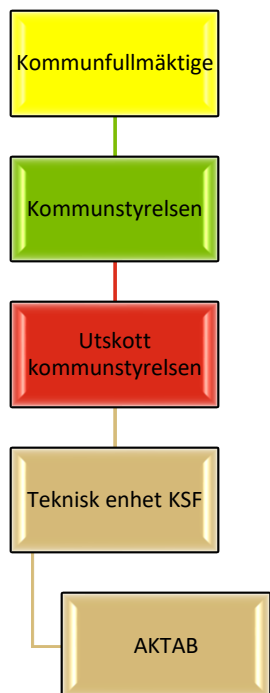 Kommunfullmäktige
Kommunstyrelsen
Utskott
kommunstyrelsen
Teknisk enhet KSF
AKTAB